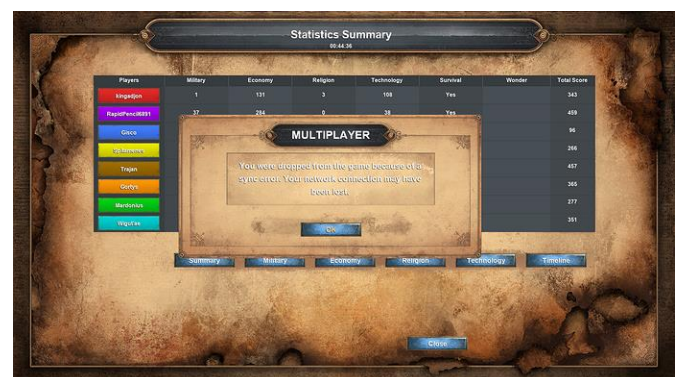 Statistics Summary
00:44:36
Players Military Economy Religion Technology Survival Wonder Total Score
kingadjon 1 131 3 108 Yes 343
RapidPencil6891 37 284 0 38 Yes 459
Cisco 96
266
Trajan 457
Gortys 365
Mardonius 277
351
MULTIPLAYER
You were dropped from the game because of a
sync error. Your network connection may have
been lost.
OK
Summary Military Economy Religion Technology Timeline
Close